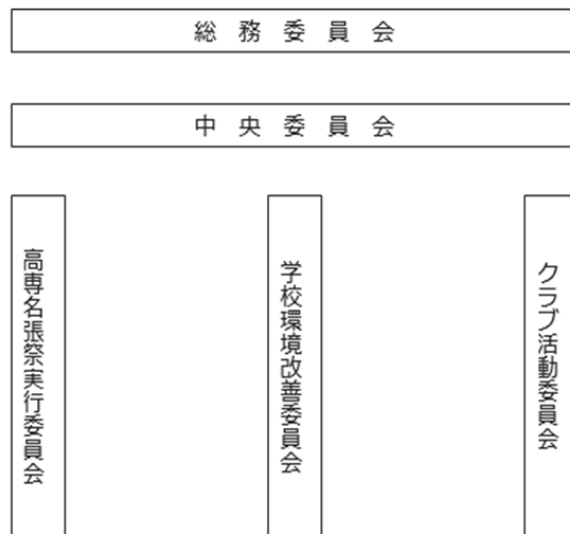 総務委員会
中央委員会
高専名張祭実行委員会
学校環境改善委員会
クラブ活動委員会